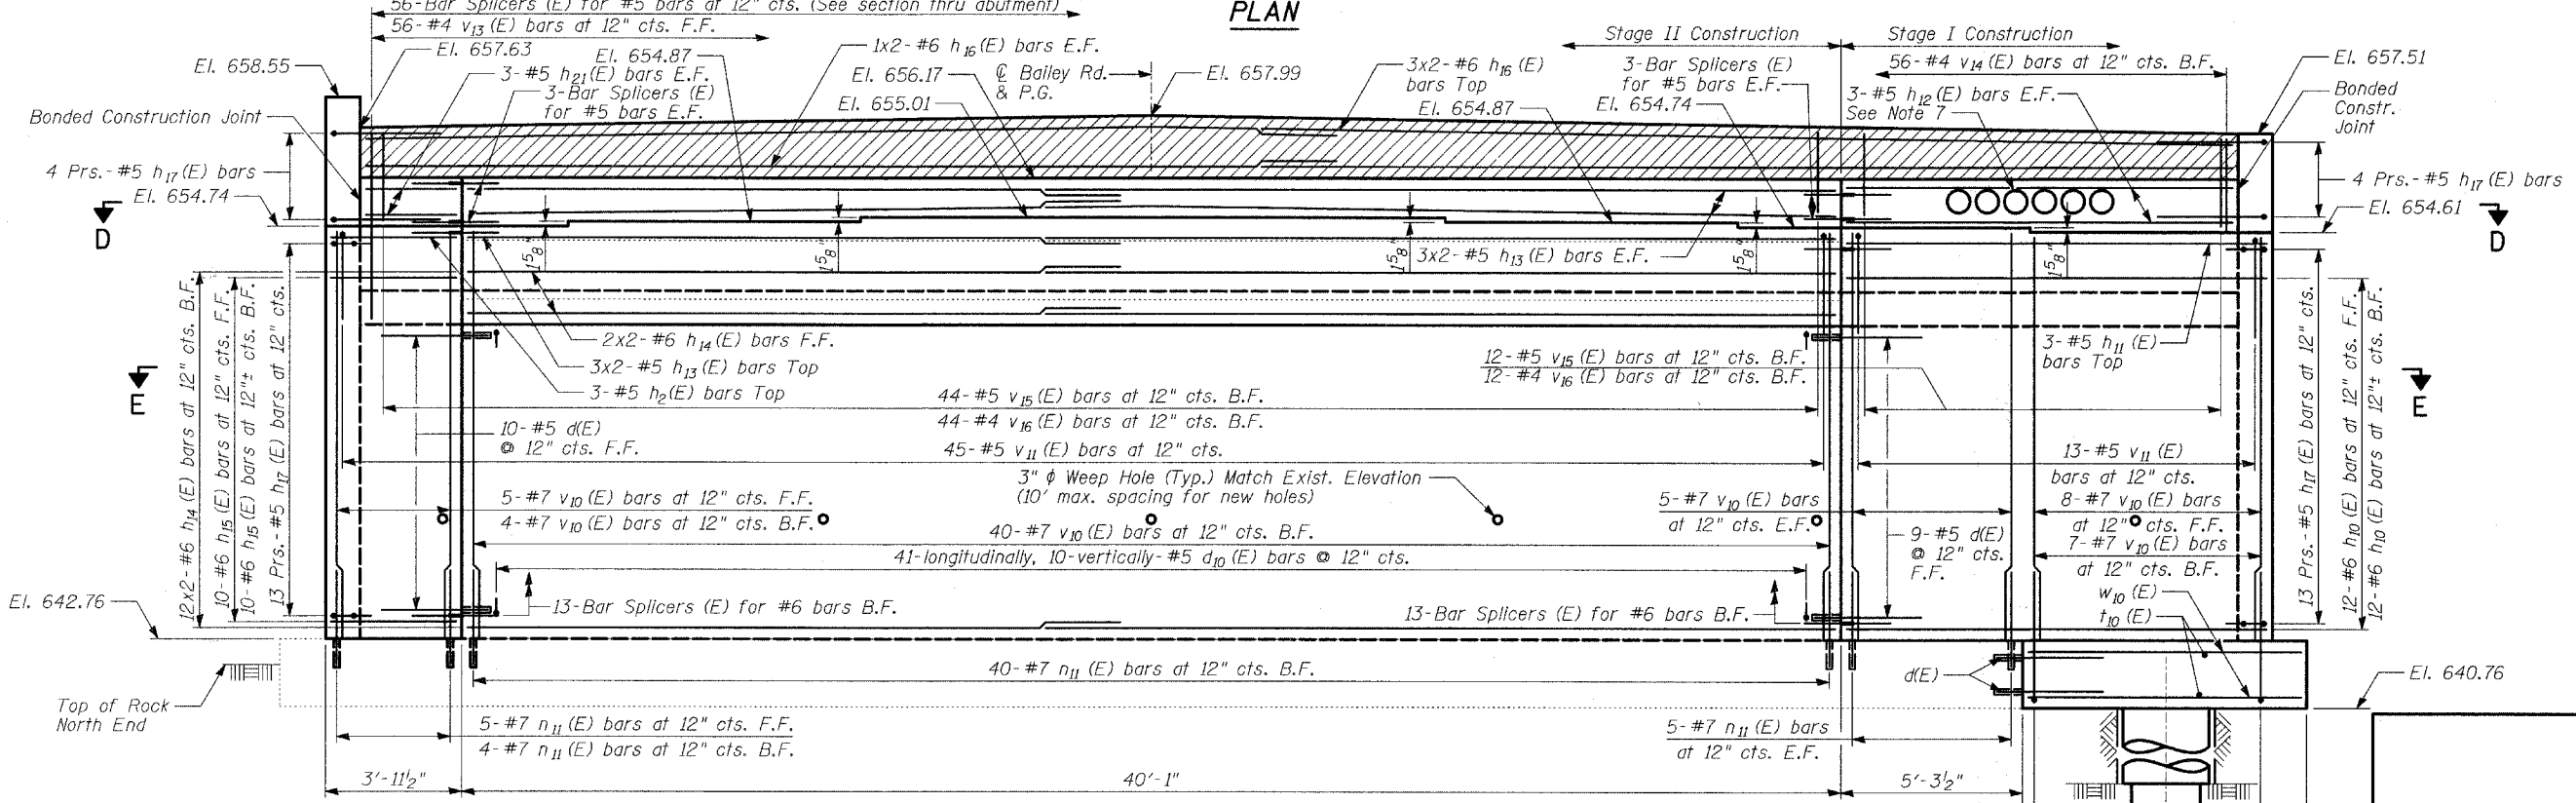 56-Bar Splicers (E) for #5 bars at 12" cts. (See section thru abutment)
PLAN
56-#4 v13 (E) bars at 12" cts. F.F.
El. 657.63
El. 654.87
1x2-#6 h16 (E) bars E.F.
Stage II Construction
Stage I Construction
El. 658.55
3-#5 h21 (E) bars E.F.
El. 656.17
℄ Bailey Rd.
& P.G.
El. 657.99
3x2-#6 h16 (E)
bars Top
3-Bar Splicers (E)
for #5 bars E.F.
56-#4 v14 (E) bars at 12" cts. B.F.
El. 657.51
3-Bar Splicers (E)
for #5 bars E.F.
El. 655.01
El. 654.87
El. 654.74
3-#5 h12 (E) bars E.F.
See Note 7
Bonded
Constr.
Joint
Bonded Construction Joint
4 Prs.-#5 h17 (E) bars
El. 654.74
4 Prs.-#5 h17 (E) bars
El. 654.61
D
D
1 5/8"
1 5/8"
1 5/8"
3x2-#5 h13 (E) bars E.F.
1 5/8"
1 5/8"
12x2-#6 h14 (E) bars at 12" cts. B.F.
10-#6 h15 (E) bars at 12" cts. F.F.
10-#6 h15 (E) bars at 12"± cts. B.F.
13 Prs.-#5 h17 (E) bars at 12" cts.
13 Prs.-#5 h17 (E) bars at 12" cts.
12-#6 h10 (E) bars at 12" cts. F.F.
12-#6 h10 (E) bars at 12"± cts. B.F.
2x2-#6 h14 (E) bars F.F.
3x2-#5 h13 (E) bars Top
3-#5 h2 (E) bars Top
12-#5 v15 (E) bars at 12" cts. B.F.
12-#4 v16 (E) bars at 12" cts. B.F.
3-#5 h11 (E)
bars Top
E
E
44-#5 v15 (E) bars at 12" cts. B.F.
44-#4 v16 (E) bars at 12" cts. B.F.
10-#5 d(E)
@ 12" cts. F.F.
45-#5 v11 (E) bars at 12" cts.
13-#5 v11 (E)
bars at 12" cts.
3" ϕ Weep Hole (Typ.) Match Exist. Elevation
(10' max. spacing for new holes)
5-#7 v10 (E) bars at 12" cts. F.F.
4-#7 v10 (E) bars at 12" cts. B.F.
5-#7 v10 (E) bars
at 12" cts. E.F.
8-#7 v10 (E) bars
at 12" cts. F.F.
40-#7 v10 (E) bars at 12" cts. B.F.
9-#5 d(E)
@ 12" cts.
F.F.
7-#7 v10 (E) bars
at 12" cts. B.F.
41-longitudinally, 10-vertically-#5 d10 (E) bars @ 12" cts.
w10 (E)
t10 (E)
El. 642.76
13-Bar Splicers (E) for #6 bars B.F.
13-Bar Splicers (E) for #6 bars B.F.
40-#7 n11 (E) bars at 12" cts. B.F.
d(E)
El. 640.76
Top of Rock
North End
5-#7 n11 (E) bars at 12" cts. F.F.
4-#7 n11 (E) bars at 12" cts. B.F.
5-#7 n11 (E) bars
at 12" cts. E.F.
3'-11½"
40'-1"
5'-3½"